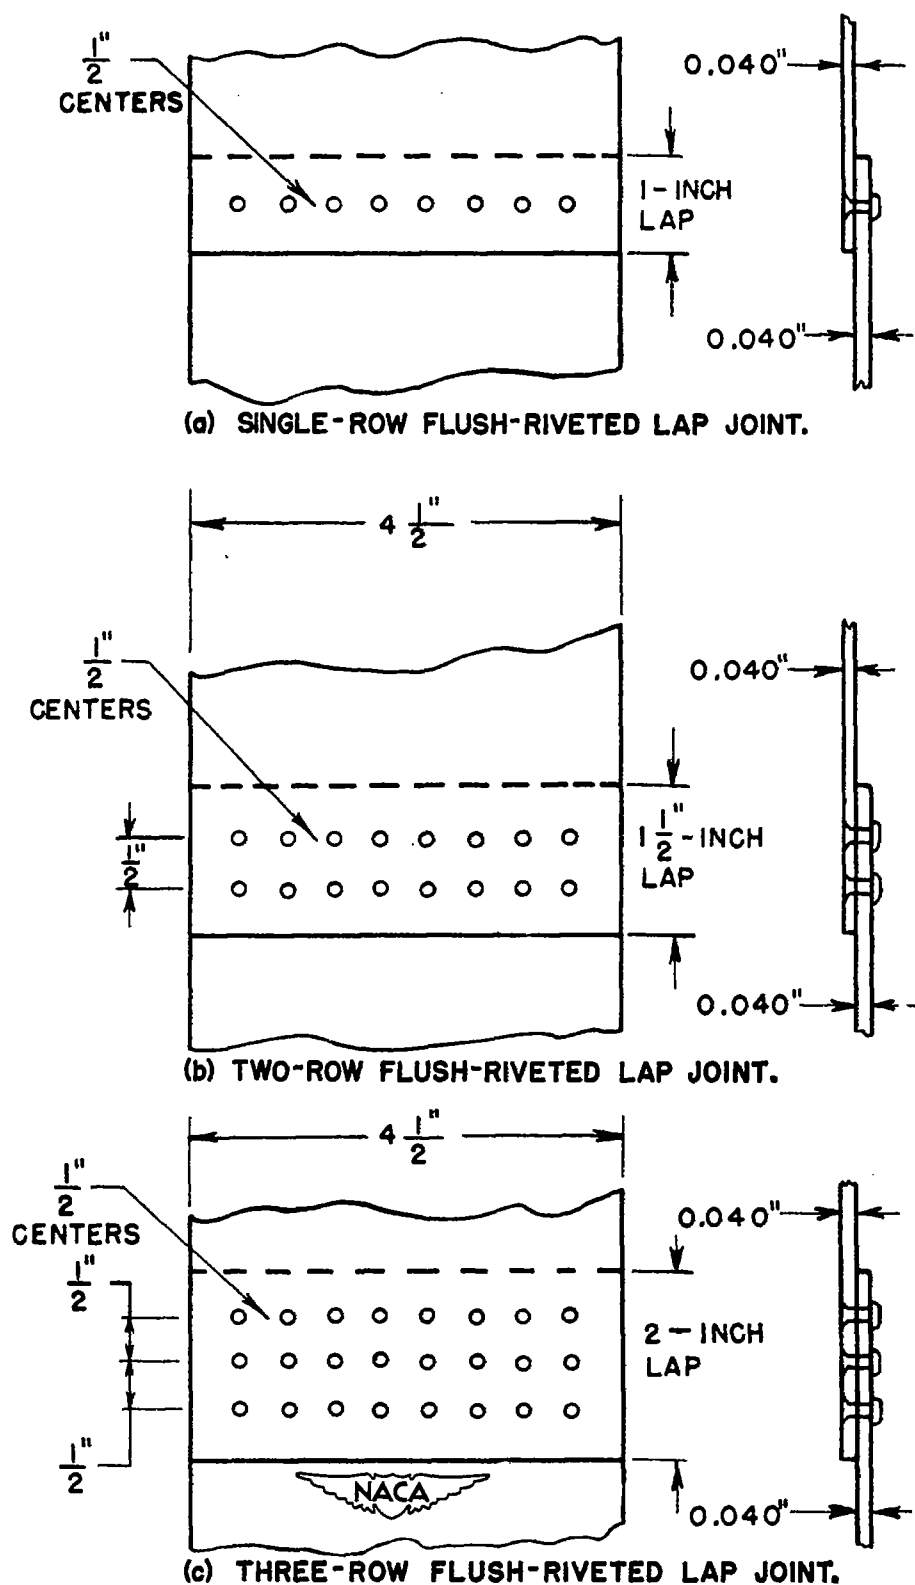 1/2"
CENTERS
0.040"
1-INCH
LAP
0.040"
(a) SINGLE-ROW FLUSH-RIVETED LAP JOINT.
4 1/2"
1/2"
CENTERS
0.040"
1/2"
1 1/2"-INCH
LAP
0.040"
(b) TWO-ROW FLUSH-RIVETED LAP JOINT.
4 1/2"
1/2"
CENTERS
0.040"
1/2"
2-INCH
LAP
1/2"
NACA
0.040"
(c) THREE-ROW FLUSH-RIVETED LAP JOINT.